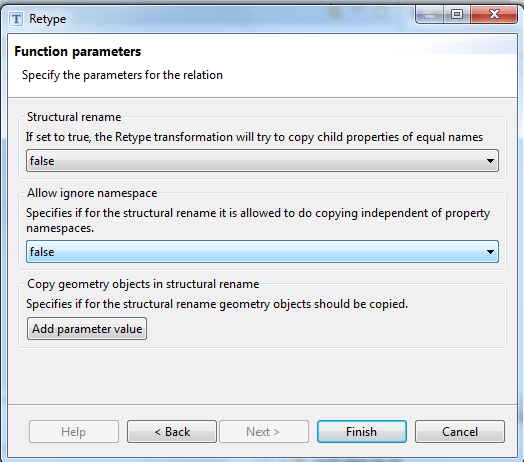 T Retype
Function parameters
Specify the parameters for the relation
Structural rename
If set to true, the Retype transformation will try to copy child properties of equal names
false
Allow ignore namespace
Specifies if for the structural rename it is allowed to do copying independent of property
namespaces.
false
Copy geometry objects in structural rename
Specifies if for the structural rename geometry objects should be copied.
Add parameter value
Help < Back Next > Finish Cancel